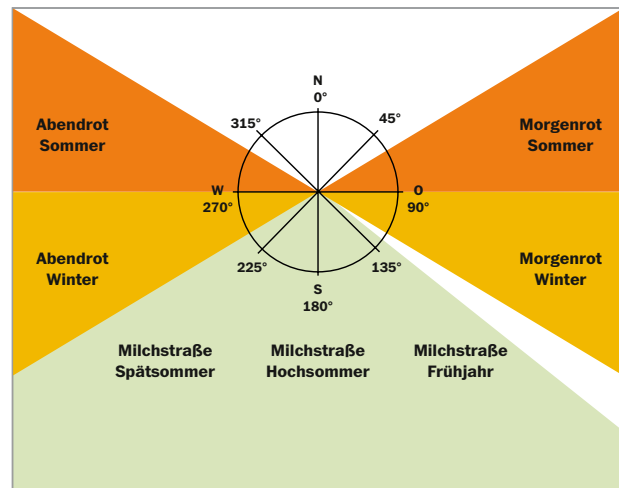 N
0°
315°
45°
Abendrot
Sommer
Morgenrot
Sommer
W
270°
O
90°
Abendrot
Winter
Morgenrot
Winter
225°
135°
S
180°
Milchstraße
Spätsommer
Milchstraße
Hochsommer
Milchstraße
Frühjahr